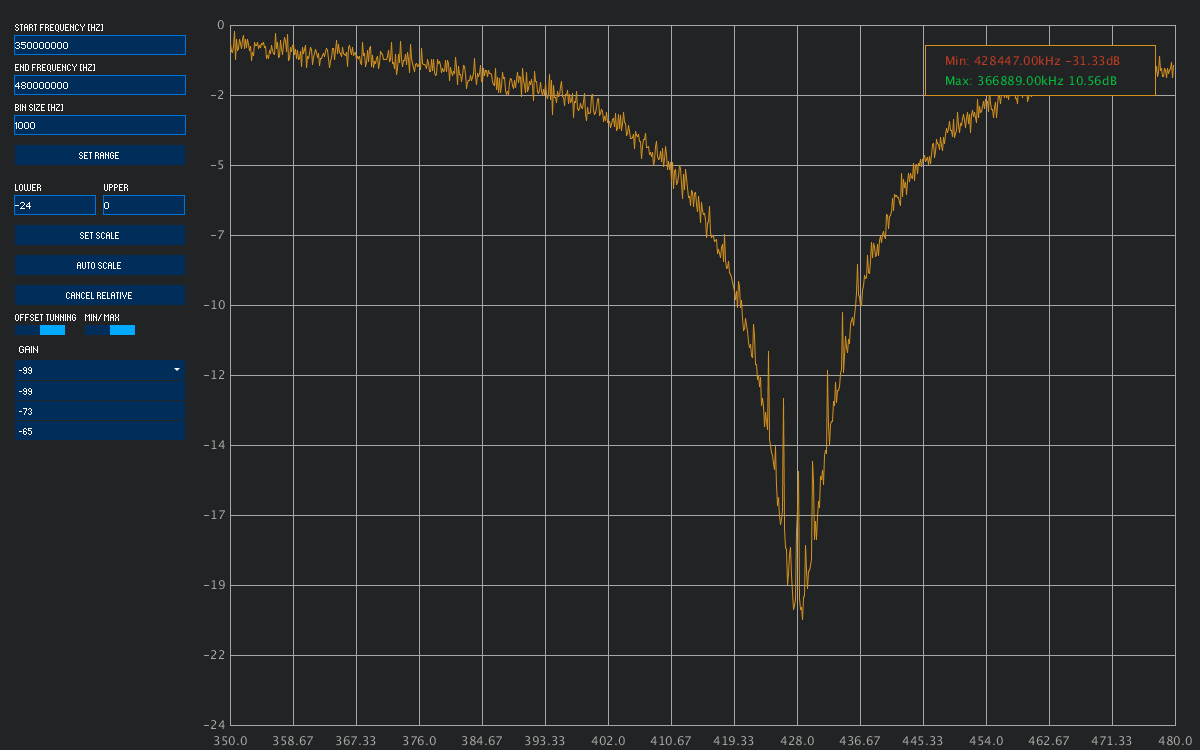 START FREQUENCY [HZ]
350000000
END FREQUENCY [HZ]
480000000
BIN SIZE [HZ]
1000
SET RANGE
LOWER UPPER
-24 0
SET SCALE
AUTO SCALE
CANCEL RELATIVE
OFFSET TUNNING MIN/MAX
GAIN
-99
-99
-73
-65
Min: 428447.00kHz -31.33dB
Max: 366889.00kHz 10.56dB
0
-2
-5
-7
-10
-12
-14
-17
-19
-22
-24
350.0 358.67 367.33 376.0 384.67 393.33 402.0 410.67 419.33 428.0 436.67 445.33 454.0 462.67 471.33 480.0